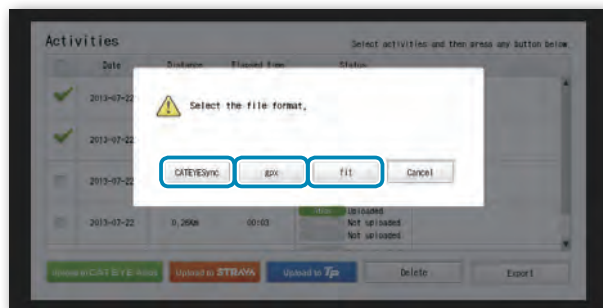 Activities
Select activities and then press any button below.
Date Distance Elapsed time Status
2013-07-22
Select the file format.
2013-07-22
CATEYESync gpx fit Cancel
2013-07-22
Uploaded
2013-07-22 0.26km 00:03 Not uploaded
Not uploaded
Upload to CATEYE Atlas Upload to STRAVA Upload to Tp Delete Export